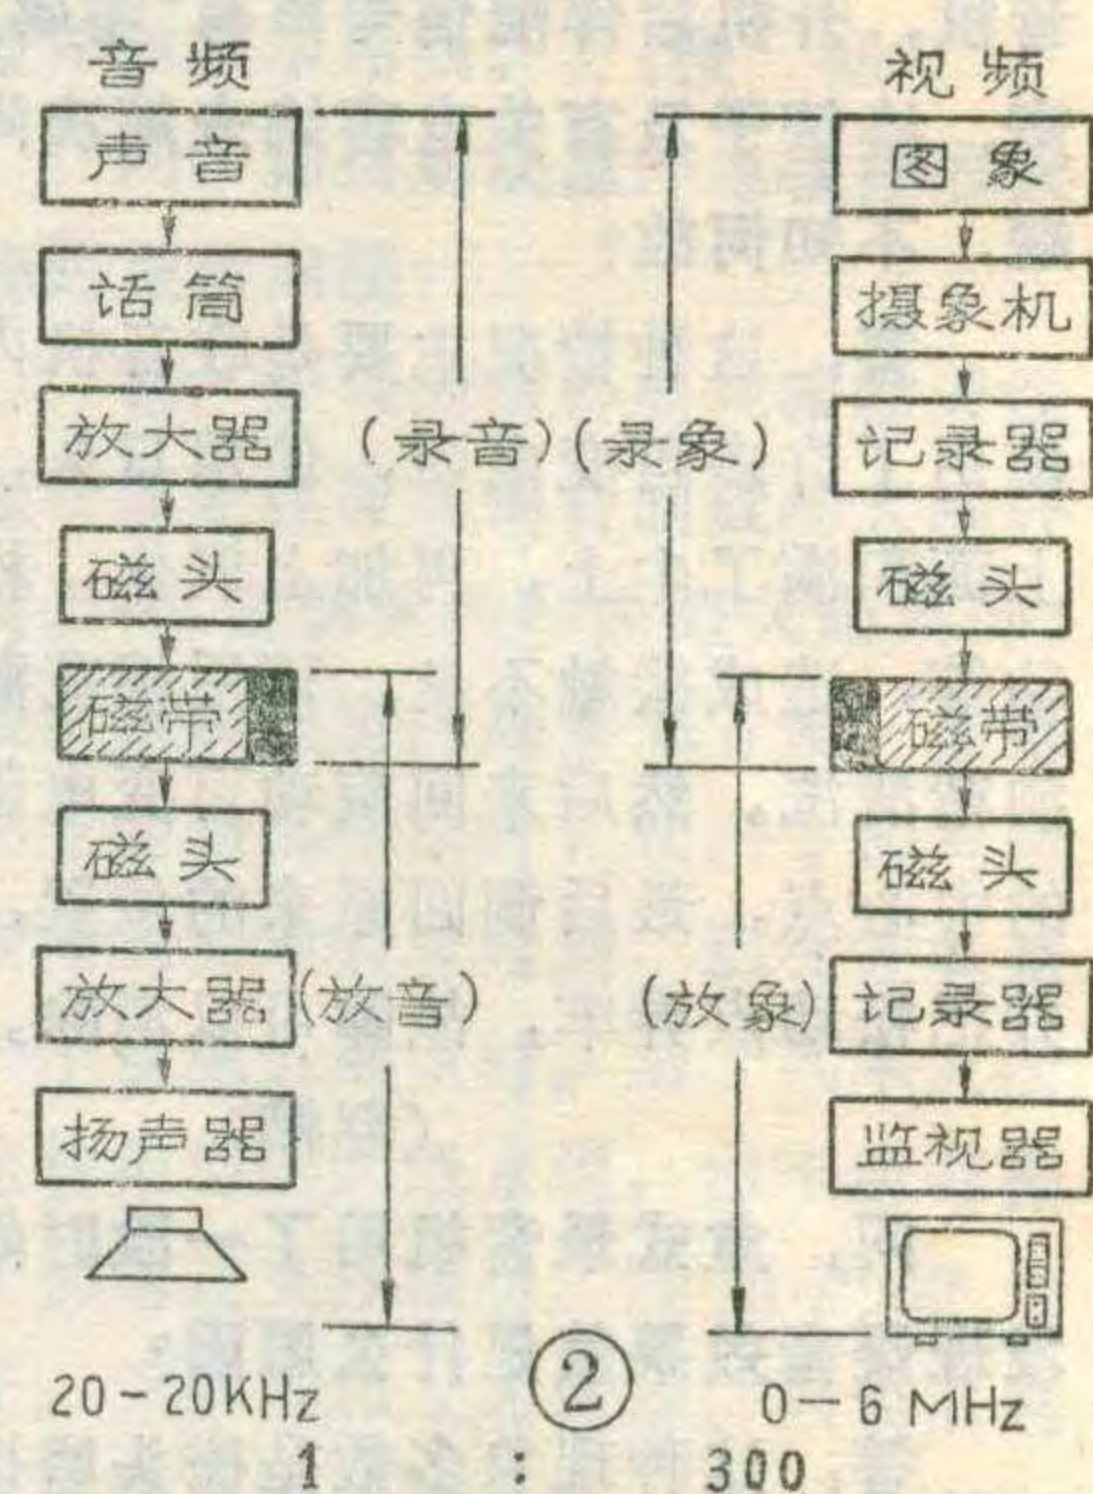 音频
声音
话筒
放大器
磁头
磁带
磁头
放大器
扬声器
20-20KHz
(录音)
(放音)
视频
图象
摄象机
记录器
磁头
磁带
磁头
记录器
监视器
0-6 MHz
(录象)
(放象)
②
1 : 300